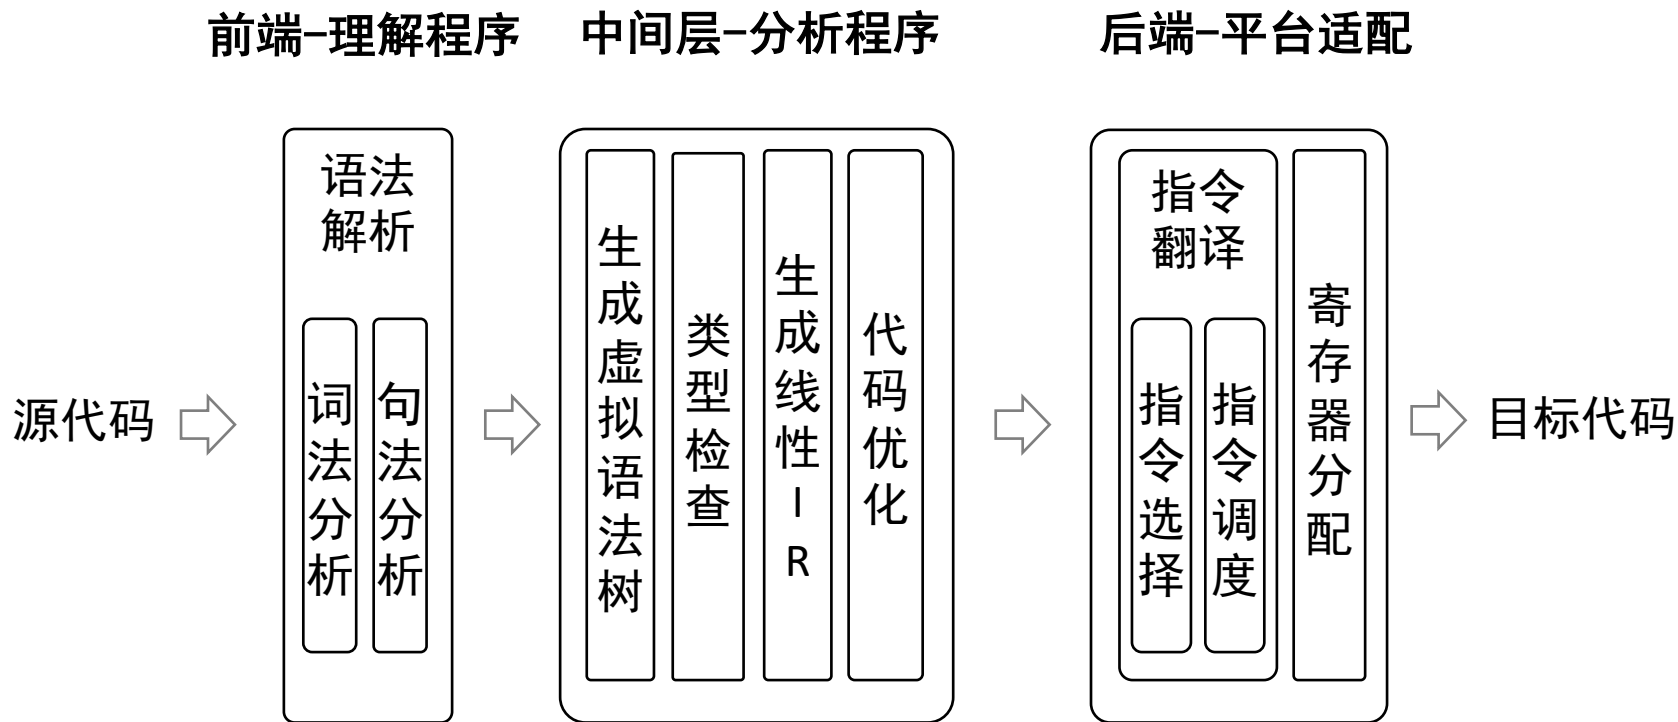 前端-理解程序
中间层-分析程序
后端-平台适配
源代码
语法
解析
词法分析
句法分析
生成虚拟语法树
类型检查
生成线性IR
代码优化
指令
翻译
指令选择
指令调度
寄存器分配
目标代码